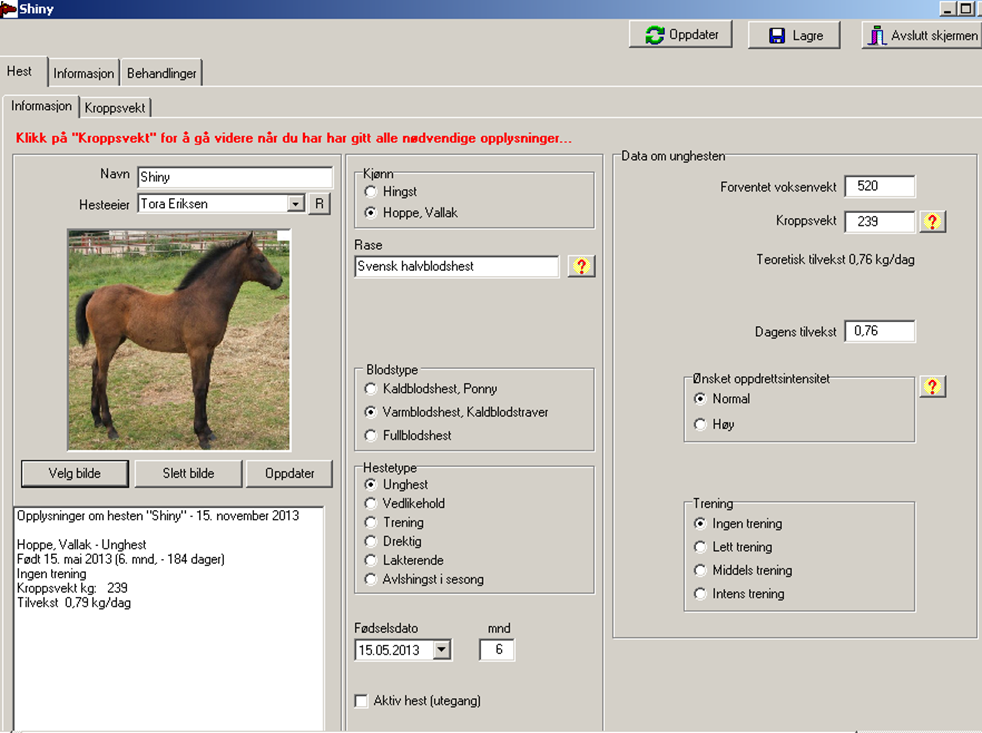 Shiny
Oppdater
Lagre
Avslutt skjermen
Hest
Informasjon
Behandlinger
Informasjon
Kroppsvekt
Klikk på "Kroppsvekt" for å gå videre når du har har gitt alle nødvendige opplysninger...
Navn
Shiny
Hesteeier
Tora Eriksen
R
Velg bilde
Slett bilde
Oppdater
Opplysninger om hesten "Shiny" - 15. november 2013
Hoppe, Vallak - Unghest
Født 15. mai 2013 (6. mnd, - 184 dager)
Ingen trening
Kroppsvekt kg: 239
Tilvekst 0,79 kg/dag
Kjønn
Hingst
Hoppe, Vallak
Rase
Svensk halvblodshest
?
Blodstype
Kaldblodshest, Ponny
Varmblodshest, Kaldblodstraver
Fullblodshest
Hestetype
Unghest
Vedlikehold
Trening
Drektig
Lakterende
Avlshingst i sesong
Fødselsdato
mnd
15.05.2013
6
Aktiv hest (utegang)
Data om unghesten
Forventet voksenvekt
520
Kroppsvekt
239
?
Teoretisk tilvekst 0,76 kg/dag
Dagens tilvekst
0,76
Ønsket oppdrettsintensitet
?
Normal
Høy
Trening
Ingen trening
Lett trening
Middels trening
Intens trening